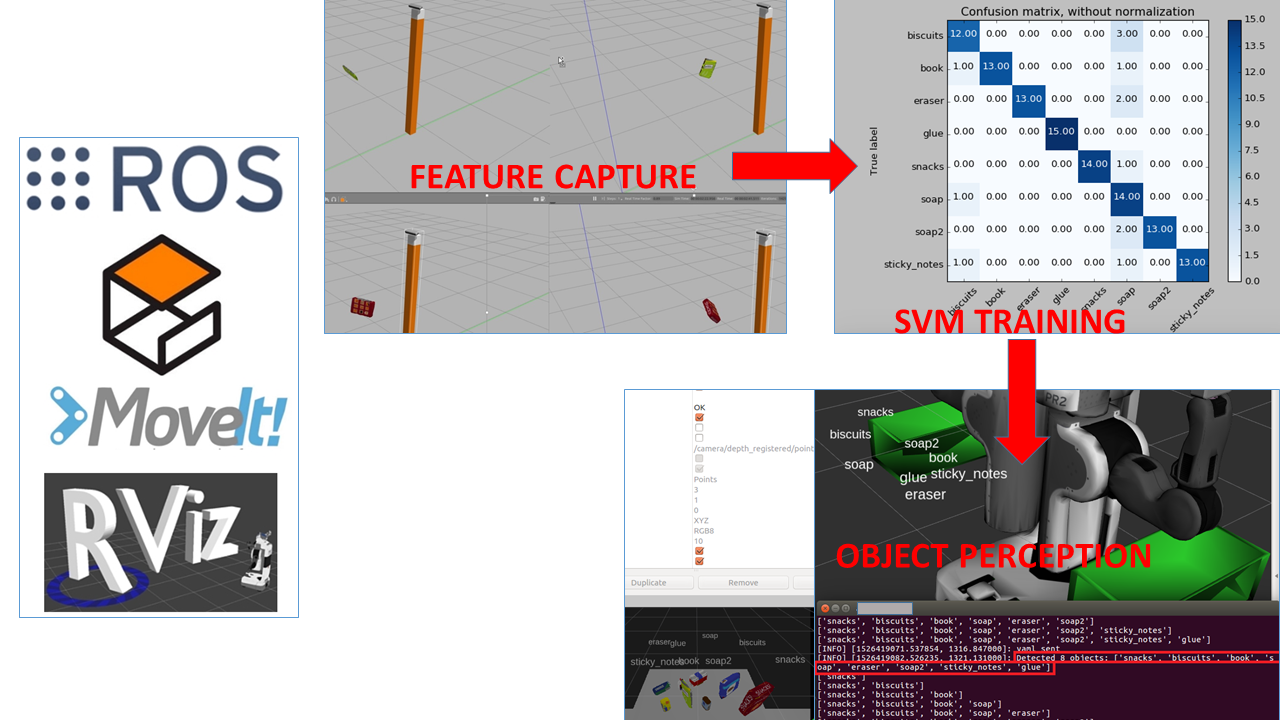 ROS
MoveIt!
RViz
FEATURE CAPTURE
Confusion matrix, without normalization
True label
biscuits 12.00 0.00 0.00 0.00 0.00 3.00 0.00 0.00
book 1.00 13.00 0.00 0.00 0.00 1.00 0.00 0.00
eraser 0.00 0.00 13.00 0.00 0.00 2.00 0.00 0.00
glue 0.00 0.00 0.00 15.00 0.00 0.00 0.00 0.00
snacks 0.00 0.00 0.00 0.00 14.00 1.00 0.00 0.00
soap 1.00 0.00 0.00 0.00 0.00 14.00 0.00 0.00
soap2 0.00 0.00 0.00 0.00 0.00 2.00 13.00 0.00
sticky_notes 1.00 0.00 0.00 0.00 0.00 1.00 0.00 13.00
biscuits book eraser glue snacks soap soap2 sticky_notes
15.0
13.5
12.0
10.5
9.0
7.5
6.0
4.5
3.0
1.5
0.0
SVM TRAINING
OK
/camera/depth_registered/point
Points
3
1
0
XYZ
RGB8
10
Duplicate Remove
eraser glue soap biscuits
sticky_notes book soap2 snacks
PR2
snacks
biscuits
soap2
soap
book
glue sticky_notes
eraser
OBJECT PERCEPTION
['snacks', 'biscuits', 'book', 'soap', 'eraser', 'soap2']
['snacks', 'biscuits', 'book', 'soap', 'eraser', 'soap2', 'sticky_notes']
['snacks', 'biscuits', 'book', 'soap', 'eraser', 'soap2', 'sticky_notes', 'glue']
[INFO] [1526419071.537854, 1316.847000]: yaml sent
[INFO] [1526419082.526235, 1321.131000]: Detected 8 objects: ['snacks', 'biscuits', 'book', 's
oap', 'eraser', 'soap2', 'sticky_notes', 'glue']
['snacks']
['snacks', 'biscuits']
['snacks', 'biscuits', 'book']
['snacks', 'biscuits', 'book', 'soap']
['snacks', 'biscuits', 'book', 'soap', 'eraser']